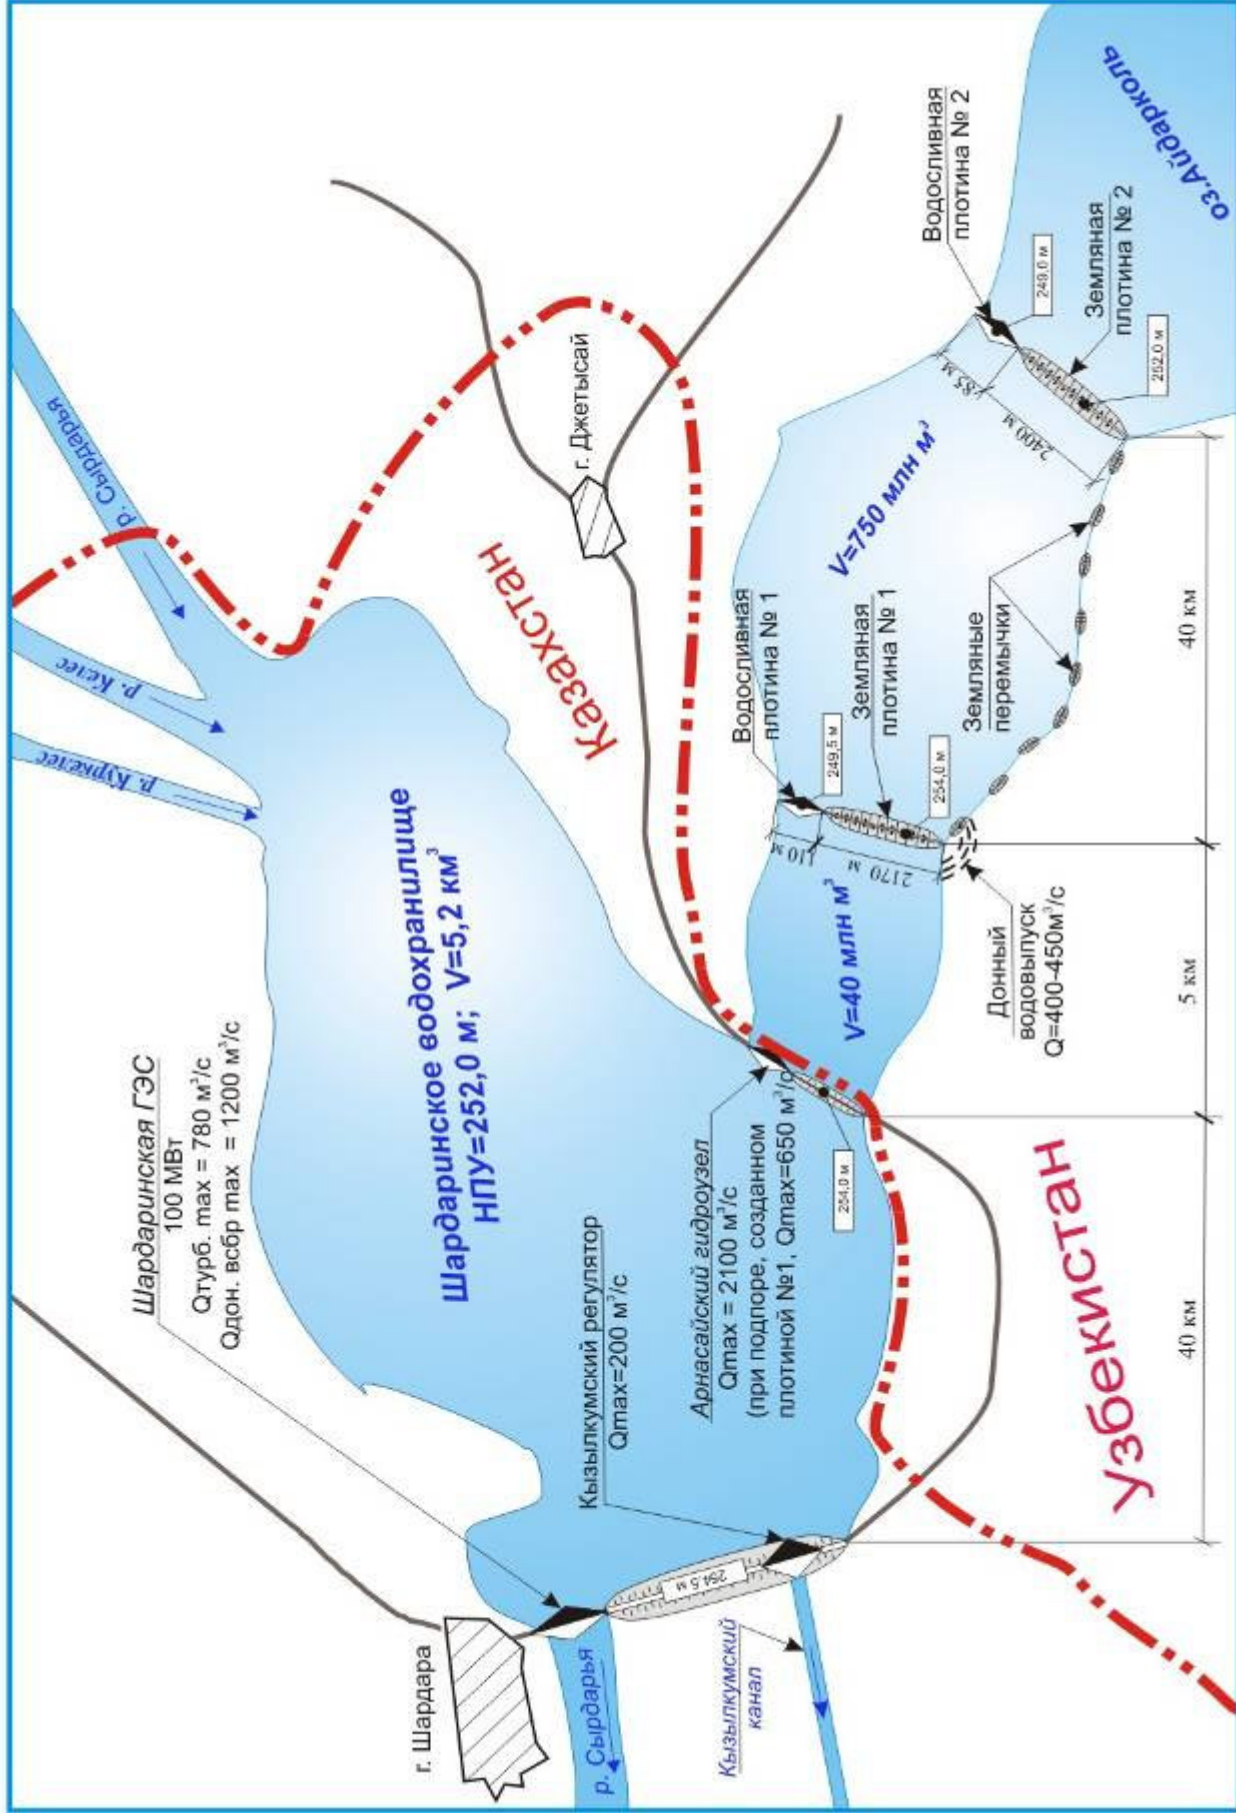 Шардаринская ГЭС
100 МВт
Qтурб. max = 780 м³/с
Qдон. всбр max = 1200 м³/с
р. Куркелес
р. Келес
р. Сырдарья
г. Шардара
Шардаринское водохранилище
НПУ=252,0 м; V=5,2 км³
Казахстан
г. Джетысай
Кызылкумский регулятор
Qmax=200 м³/с
254,5 м
р. Сырдарья
Кызылкумский
канал
Арнасайский гидроузел
Qmax = 2100 м³/с
(при подпоре, созданном
плотиной №1, Qmax=650 м³/с
254,0 м
V=40 млн м³
Водосливная
плотина № 1
249,5 м
110 м
2170 м
Земляная
плотина № 1
254,0 м
V=750 млн м³
Донный
водовыпуск
Q=400-450м³/с
Земляные
перемычки
Водосливная
плотина № 2
249,0 м
85 м
2400 м
Земляная
плотина № 2
252,0 м
оз.Айдарколь
Узбекистан
40 км
5 км
40 км